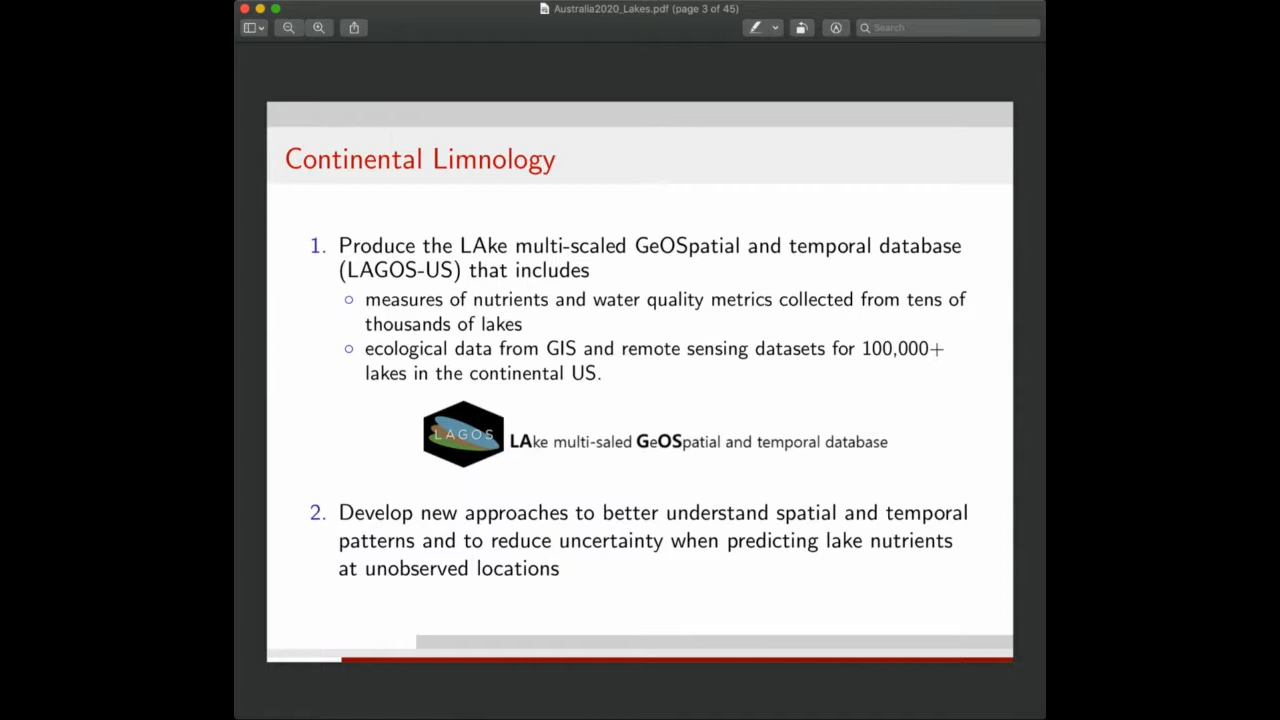 Australia2020_Lakes.pdf (page 3 of 45)
Search
Continental Limnology
1. Produce the LAke multi-scaled GeOSpatial and temporal database
(LAGOS-US) that includes
measures of nutrients and water quality metrics collected from tens of
thousands of lakes
ecological data from GIS and remote sensing datasets for 100,000+
lakes in the continental US.
LAGOS
LAke multi-saled GeOSpatial and temporal database
2. Develop new approaches to better understand spatial and temporal
patterns and to reduce uncertainty when predicting lake nutrients
at unobserved locations